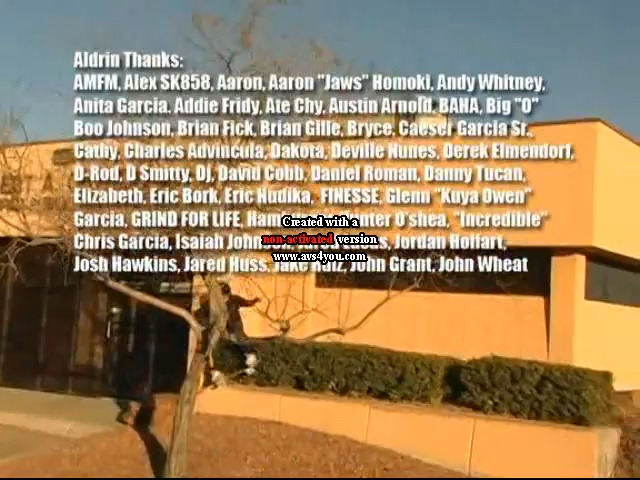 Aldrin Thanks:
AMFM, Alex SK858, Aaron, Aaron "Jaws" Homoki, Andy Whitney,
Anita Garcia. Addie Fridy, Ate Chy, Austin Arnold, BAHA, Big "O"
Boo Johnson, Brian Fick, Brian Gille, Bryce, Caeser Garcia Sr.,
Cathy, Charles Advincula, Dakota, Deville Nunes, Derek Elmendorf,
D-Rod, D Smitty, DJ, David Cobb, Daniel Roman, Danny Tucan,
Elizabeth, Eric Bork, Eric Hudika, FINESSE, Glenn "Kuya Owen"
Garcia, GRIND FOR LIFE, O'shea, "Incredible"
Created with a
Chris Garcia, Isaiah Jordan Hoffart,
non-activated version
www.avs4you.com
Josh Hawkins, Jared Huss, John Grant, John Wheat